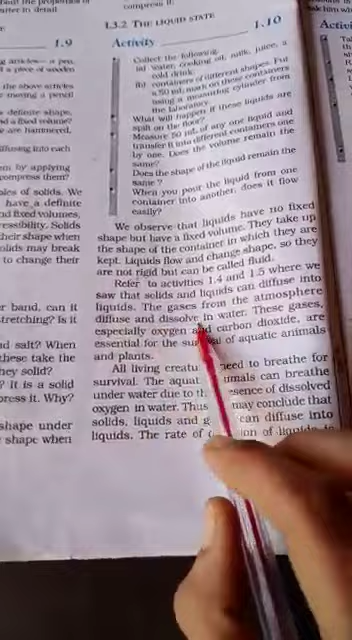 compress it:
1.3.2 THE LIQUID STATE
Activity 1.10
Collect the following:
(a) water, cooking oil, milk, juice, a
cold drink.
(b) containers of different shapes. Put
a 50 mL mark on these containers
using a measuring cylinder from
the laboratory.
What will happen if these liquids are
spilt on the floor?
Measure 50 mL of any one liquid and
transfer it into different containers one
by one. Does the volume remain the
same?
Does the shape of the liquid remain the
same ?
When you pour the liquid from one
container into another, does it flow
easily?
We observe that liquids have no fixed
shape but have a fixed volume. They take up
the shape of the container in which they are
kept. Liquids flow and change shape, so they
are not rigid but can be called fluid.
Refer to activities 1.4 and 1.5 where we
saw that solids and liquids can diffuse into
liquids. The gases from the atmosphere
diffuse and dissolve in water. These gases,
especially oxygen and carbon dioxide, are
essential for the of aquatic animals
and plants.
All living need to breathe for
survival. The can breathe
under water due to of dissolved
oxygen in water. Thus may conclude that
solids, liquids and can diffuse into
liquids. The rate of of liquids is
1.9
articles — a pen,
a piece of wooden
the above articles
moving a pencil
definite shape,
d a fixed volume?
are hammered,
diffusing into each
em by applying
compress them?
ples of solids. We
have a definite
nd fixed volumes,
ressibility. Solids
their shape when
olids may break
to change their
r band, can it
tretching? Is it
d salt? When
these take the
hey solid?
? It is a solid
press it. Why?
shape under
shape when